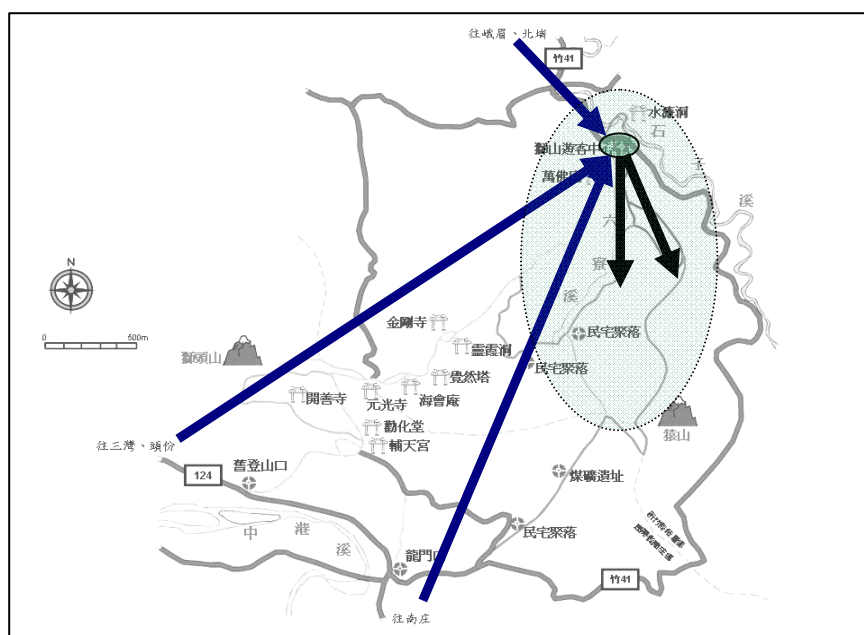 往峨眉、北埔
竹41
水濂洞
石
子
溪
獅山遊客中
萬佛
六
寮
溪
N
500m
金剛寺
民宅聚落
靈霞洞
獅頭山
民宅聚落
覺然塔
開善寺
元光寺
海會庵
猿山
勸化堂
往三灣、頭份
輔天宮
124
舊登山口
煤礦遺址
中
港
溪
民宅聚落
龍門口
竹41
往南庄